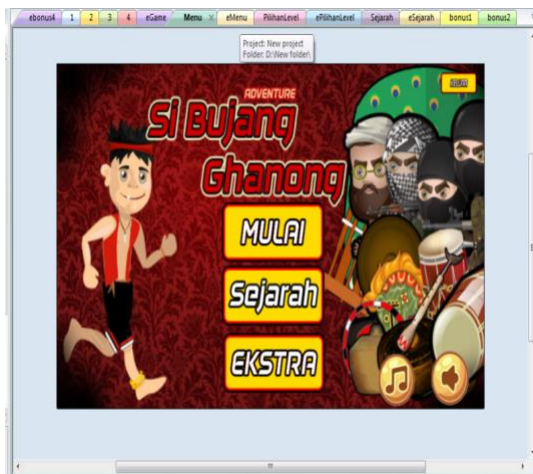 ebonus4 1 2 3 4 eGame Menu x eMenu PilihanLevel ePilihanLevel Sejarah eSejarah bonus1 bonus2
Project: New project
Folder: D:\New folder\
ADVENTURE
Si Bujang
Ghanong
MULAI
Sejarah
EKSTRA